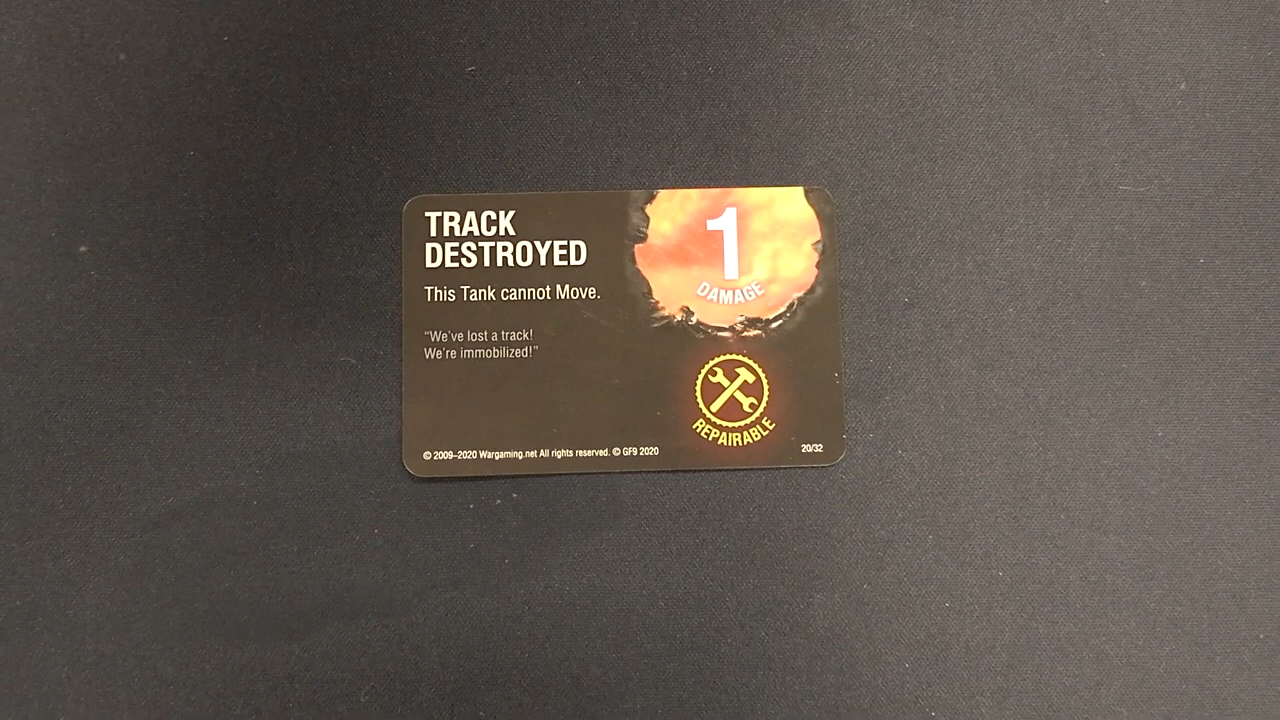 TRACK
DESTROYED
This Tank cannot Move.
“We’ve lost a track!
We’re immobilized!”
1
DAMAGE
REPAIRABLE
© 2009–2020 Wargaming.net All rights reserved. © GF9 2020
20/32